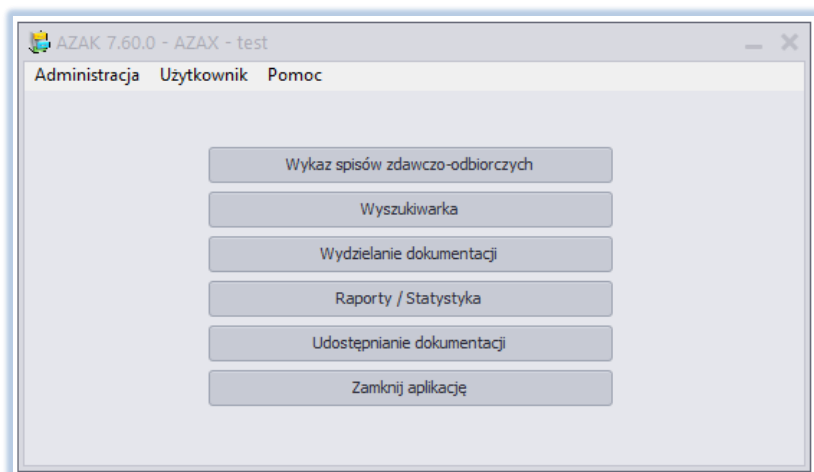 AZAK 7.60.0 - AZAX - test
Administracja Użytkownik Pomoc
Wykaz spisów zdawczo-odbiorczych
Wyszukiwarka
Wydzielanie dokumentacji
Raporty / Statystyka
Udostępnianie dokumentacji
Zamknij aplikację